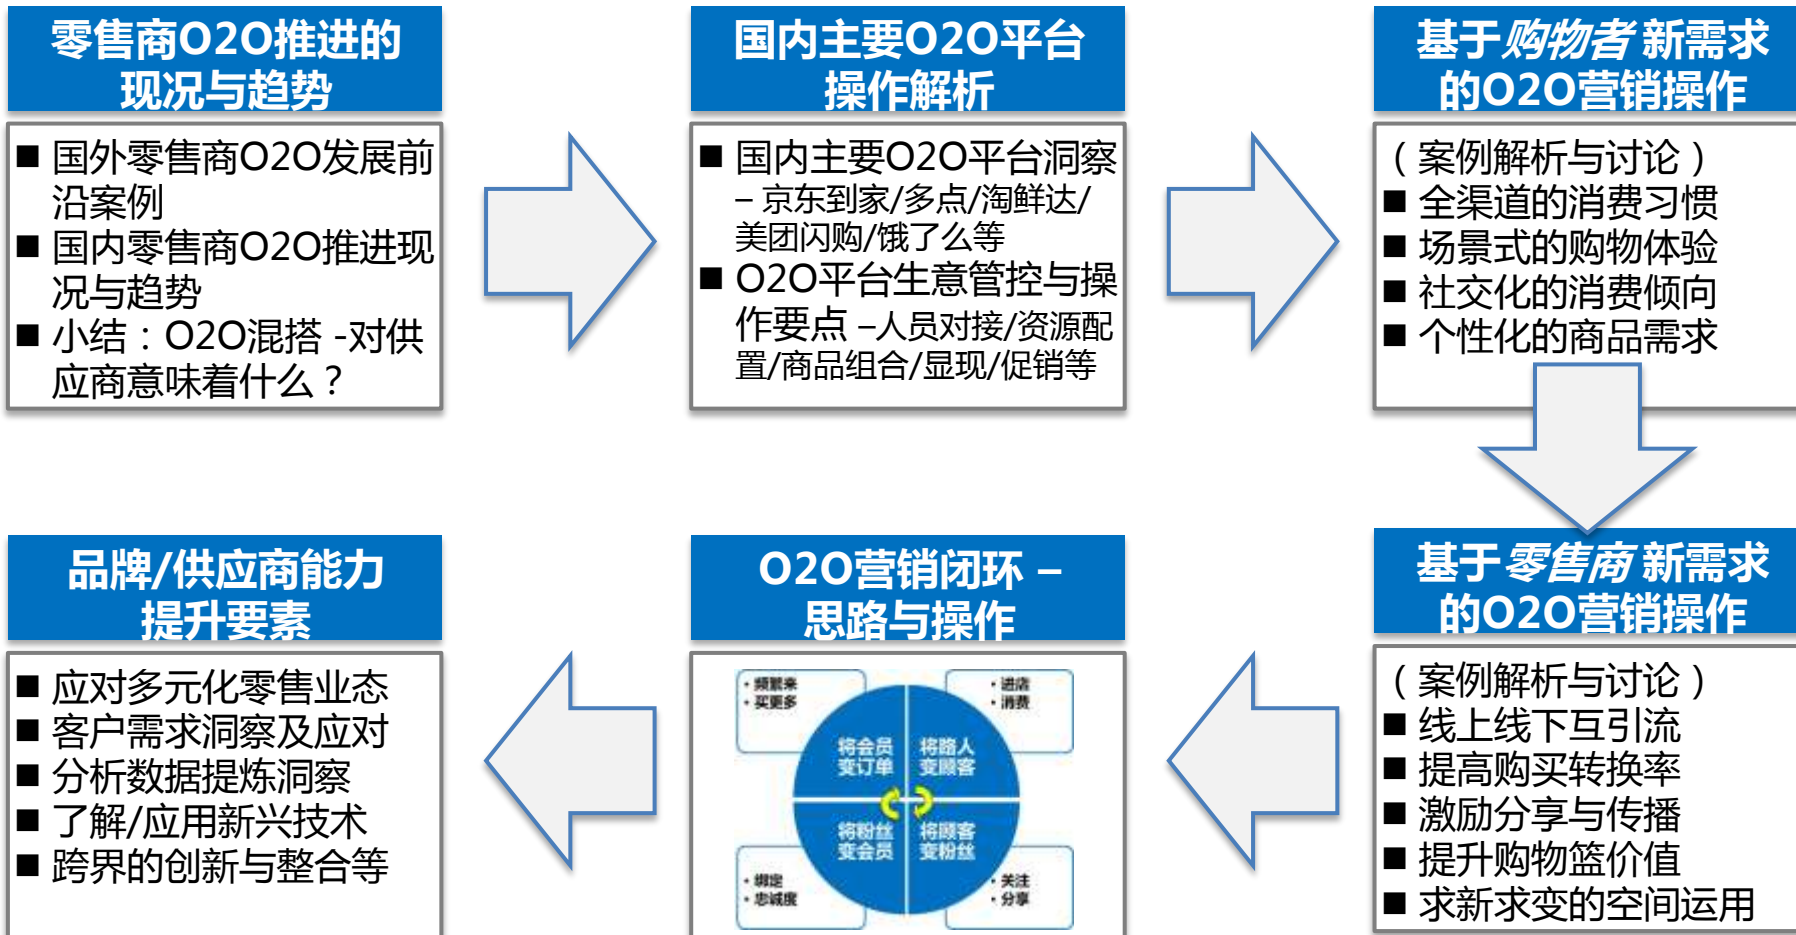 零售商O2O推进的
现况与趋势
■ 国外零售商O2O发展前
沿案例
■ 国内零售商O2O推进现
况与趋势
■ 小结：O2O混搭 -对供
应商意味着什么？
国内主要O2O平台
操作解析
■ 国内主要O2O平台洞察
– 京东到家/多点/淘鲜达/
美团闪购/饿了么等
■ O2O平台生意管控与操
作要点 –人员对接/资源配
置/商品组合/显现/促销等
基于购物者 新需求
的O2O营销操作
（案例解析与讨论）
■ 全渠道的消费习惯
■ 场景式的购物体验
■ 社交化的消费倾向
■ 个性化的商品需求
基于零售商 新需求
的O2O营销操作
（案例解析与讨论）
■ 线上线下互引流
■ 提高购买转换率
■ 激励分享与传播
■ 提升购物篮价值
■ 求新求变的空间运用
O2O营销闭环 –
思路与操作
· 频繁来
· 买更多
· 进店
· 消费
将会员
变订单
将路人
变顾客
将粉丝
变会员
将顾客
变粉丝
· 绑定
· 忠诚度
· 关注
· 分享
品牌/供应商能力
提升要素
■ 应对多元化零售业态
■ 客户需求洞察及应对
■ 分析数据提炼洞察
■ 了解/应用新兴技术
■ 跨界的创新与整合等